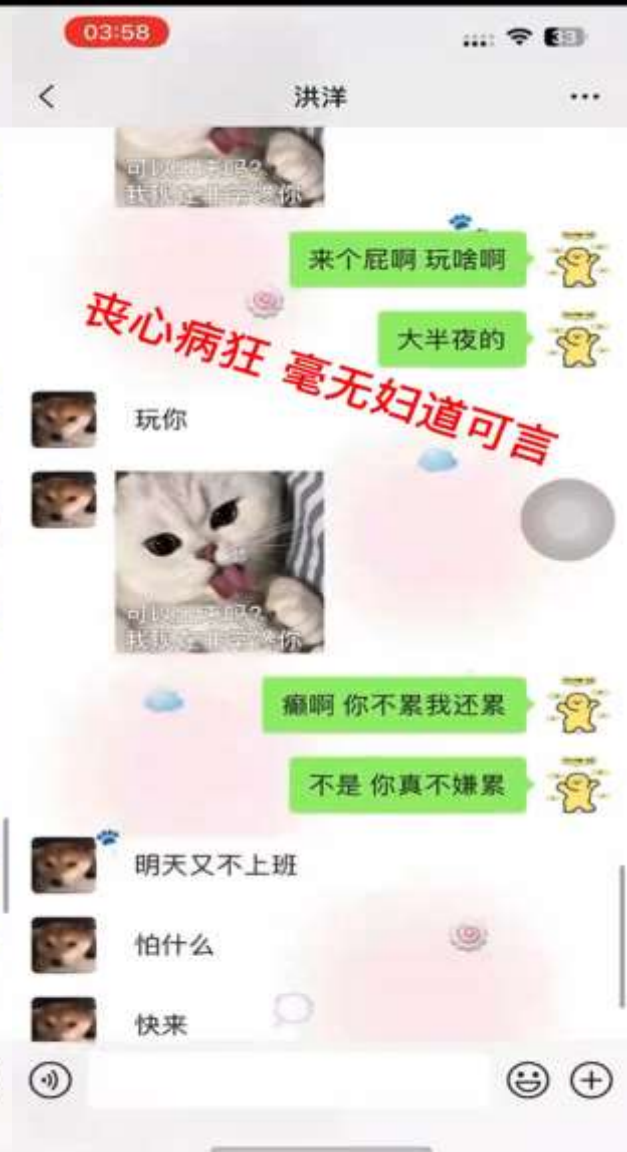 03:58
33
洪洋
来个屁啊 玩啥啊
大半夜的
丧心病狂 毫无妇道可言
玩你
癫啊 你不累我还累
不是 你真不嫌累
明天又不上班
怕什么
快来